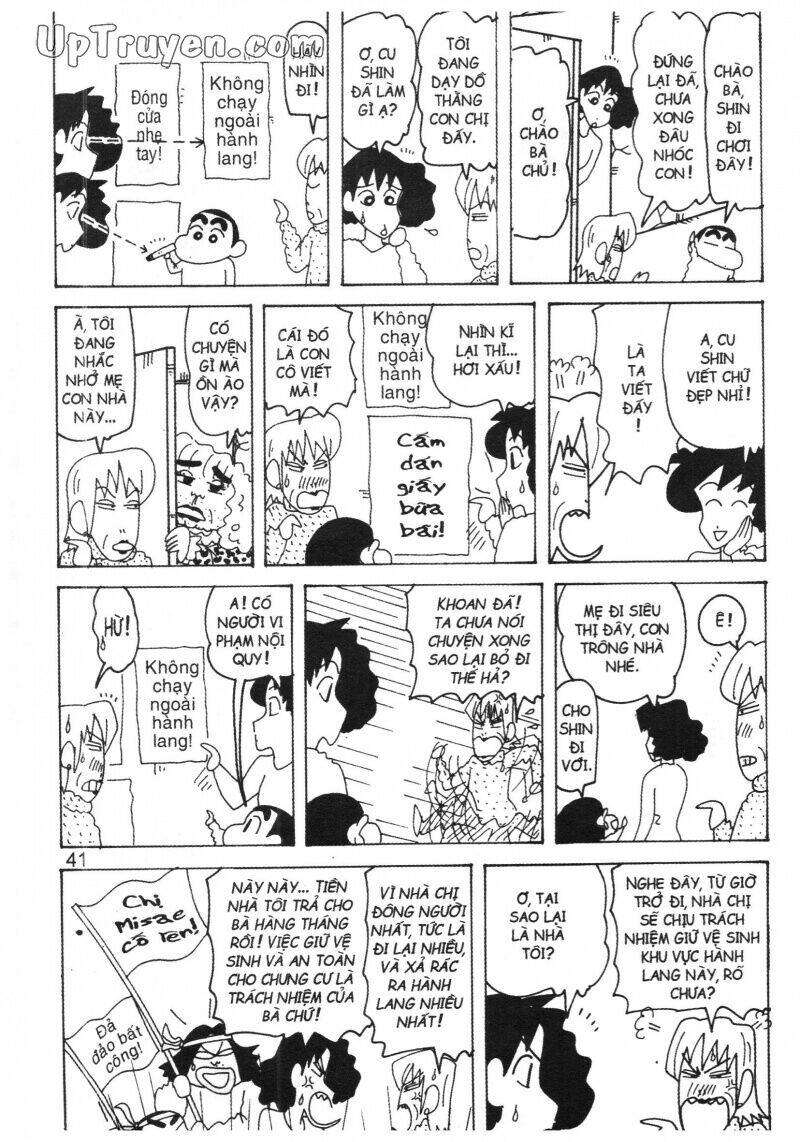 UpTruyen.com
CHÀO
BÀ, SHIN
ĐI CHƠI
ĐÂY!
ĐỨNG
LẠI ĐÃ,
CHƯA
XONG
ĐÂU
NHÓC
CON!
Ơ,
CHÀO
BÀ
CHỦ!
TÔI
ĐANG
DẠY DỖ
THẰNG
CON CHỊ
ĐẤY.
Ơ, CU
SHIN
ĐÃ LÀM
GÌ Ạ?
HÃY
NHÌN
ĐI!
Không
chạy
ngoài
hành
lang!
Đóng
cửa
nhẹ
tay!
A, CU
SHIN
VIẾT CHỮ
ĐẸP NHỈ!
LÀ
TA
VIẾT
ĐẤY
!
NHÌN KĨ
LẠI THÌ...
HƠI XẤU!
Không
chạy
ngoài
hành
lang!
CÁI ĐÓ
LÀ CON
CÔ VIẾT
MÀ!
Cấm
dán
giấy
bừa
bãi!
CÓ
CHUYỆN
GÌ MÀ
ỒN ÀO
VẬY?
À, TÔI
ĐANG
NHẮC
NHỞ MẸ
CON NHÀ
NÀY...
Ê!
MẸ ĐI SIÊU
THỊ ĐÂY, CON
TRÔNG NHÀ
NHÉ.
CHO
SHIN
ĐI
VỚI.
KHOAN ĐÃ!
TA CHƯA NÓI
CHUYỆN XONG
SAO LẠI BỎ ĐI
THẾ HẢ?
A! CÓ
NGƯỜI VI
PHẠM NỘI
QUY!
Không
chạy
ngoài
hành
lang!
HỪ!
41
NGHE ĐÂY, TỪ GIỜ
TRỞ ĐI, NHÀ CHỊ
SẼ CHỊU TRÁCH
NHIỆM GIỮ VỆ SINH
KHU VỰC HÀNH
LANG NÀY, RÕ
CHƯA?
Ơ, TẠI
SAO LẠI
LÀ NHÀ
TÔI?
VÌ NHÀ CHỊ
ĐÔNG NGƯỜI
NHẤT, TỨC LÀ
ĐI LẠI NHIỀU,
VÀ XẢ RÁC
RA HÀNH
LANG NHIỀU
NHẤT!
NÀY NÀY... TIỀN
NHÀ TÔI TRẢ CHO
BÀ HÀNG THÁNG
RỒI! VIỆC GIỮ VỆ
SINH VÀ AN TOÀN
CHO CHUNG CƯ LÀ
TRÁCH NHIỆM CỦA
BÀ CHỨ!
Chị
Misae
cố lên!
Đả
đảo bất
công!